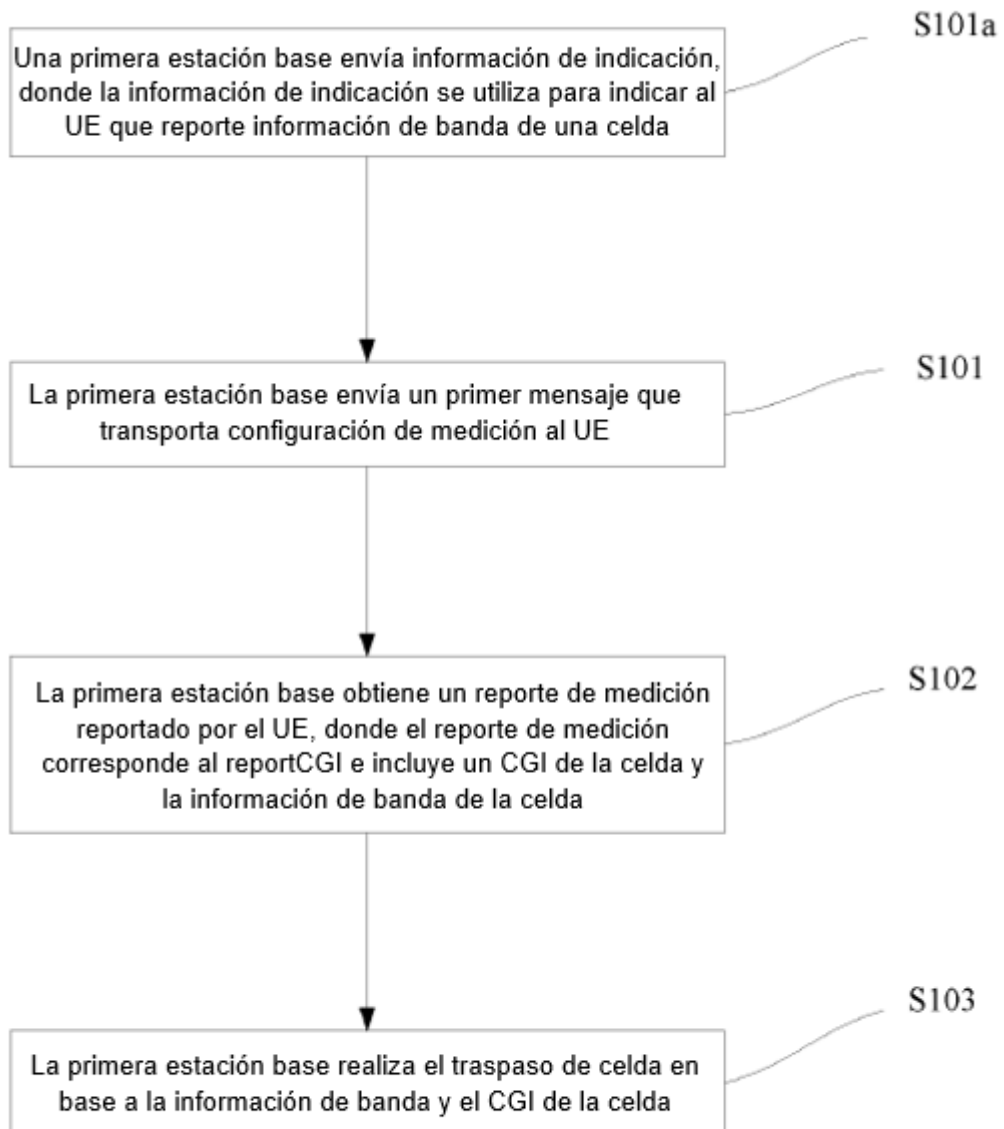 S101a
Una primera estación base envía información de indicación,
donde la información de indicación se utiliza para indicar al
UE que reporte información de banda de una celda
S101
La primera estación base envía un primer mensaje que
transporta configuración de medición al UE
S102
La primera estación base obtiene un reporte de medición
reportado por el UE, donde el reporte de medición
corresponde al reportCGI e incluye un CGI de la celda y
la información de banda de la celda
S103
La primera estación base realiza el traspaso de celda en
base a la información de banda y el CGI de la celda